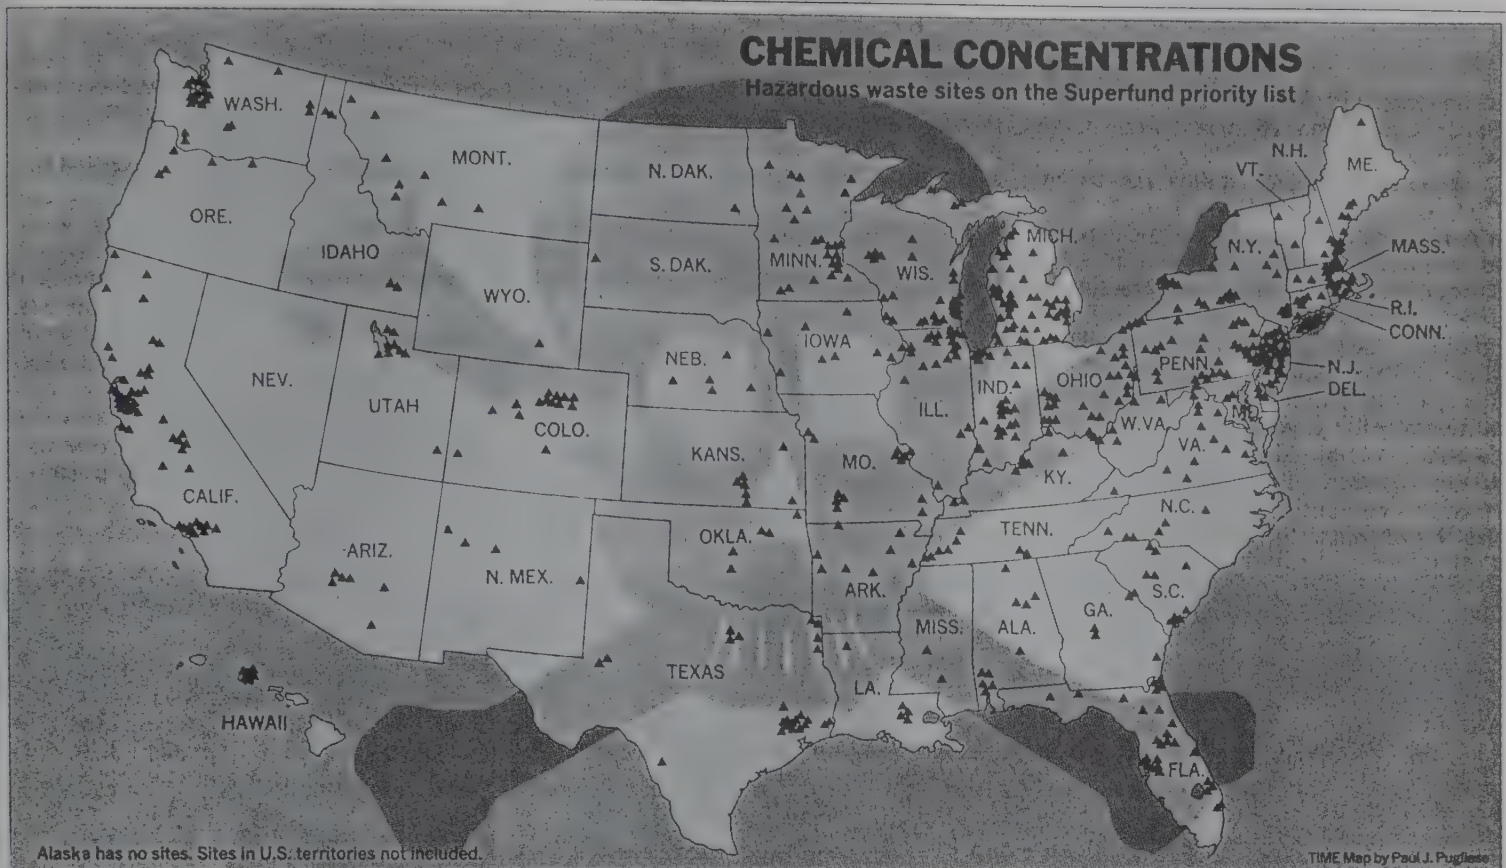 CHEMICAL CONCENTRATIONS
Hazardous waste sites on the Superfund priority list
WASH.
MONT.
N. DAK.
N.H.
VT.
ME.
ORE.
IDAHO
S. DAK.
MINN.
WIS.
MICH.
N.Y.
MASS.
WYO.
R.I.
CONN.
NEV.
UTAH
COLO.
NEB.
IOWA
ILL.
IND.
OHIO
PENN.
N.J.
DEL.
MD.
W.VA.
VA.
CALIF.
KANS.
MO.
KY.
N.C.
ARIZ.
N. MEX.
OKLA.
ARK.
TENN.
S.C.
MISS.
ALA.
GA.
TEXAS
LA.
HAWAII
FLA.
Alaska has no sites. Sites in U.S. territories not included.
TIME Map by Paul J. Pugliese